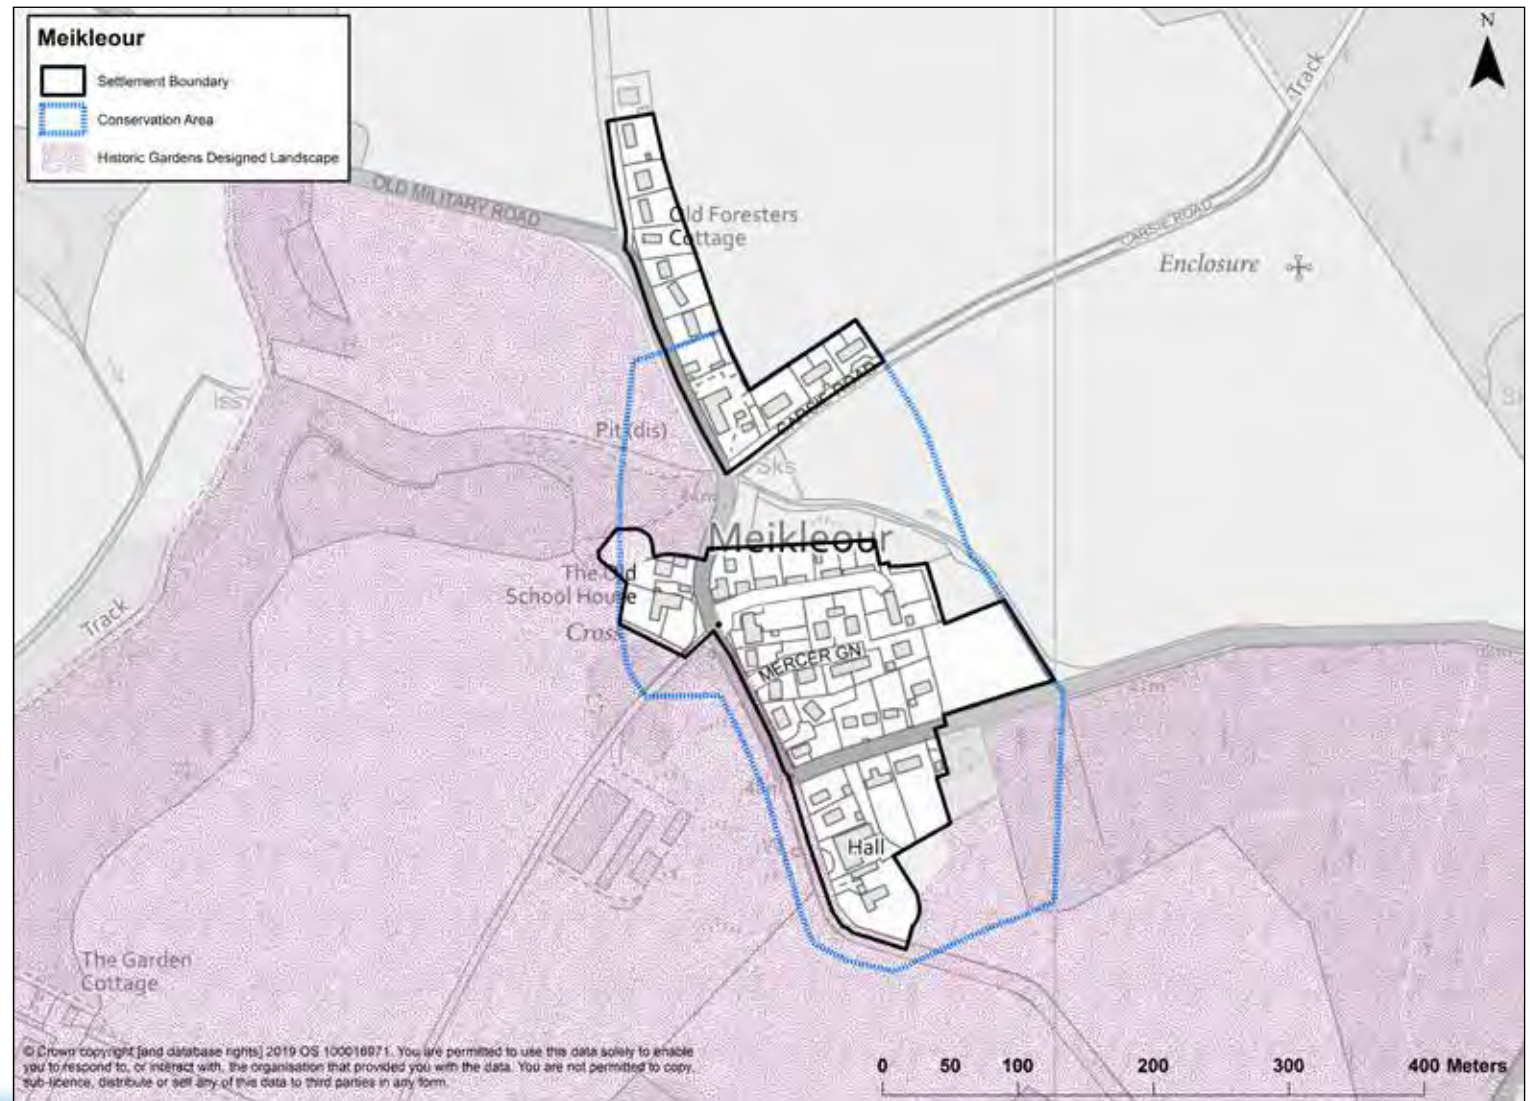 Meikleour
Settlement Boundary
Conservation Area
Historic Gardens Designed Landscape
N
Track
OLD MILITARY ROAD
Old Foresters
Cottage
CARSIE ROAD
Enclosure
CARSIE ROAD
Pit (dis)
Sks
Meikleour
The Old
School House
Track
Cross
MERCER GN
47m
Hall
The Garden
Cottage
© Crown copyright [and database rights] 2019 OS 100016971. You are permitted to use this data solely to enable
you to respond to, or interact with, the organisation that provided you with the data. You are not permitted to copy,
sub-licence, distribute or sell any of this data to third parties in any form.
0 50 100 200 300 400 Meters